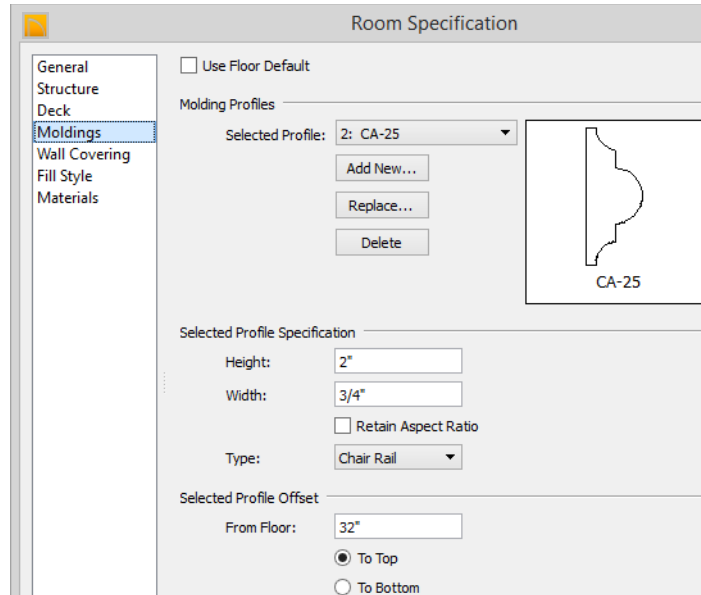 Room Specification
General
Structure
Deck
Moldings
Wall Covering
Fill Style
Materials
Use Floor Default
Molding Profiles
Selected Profile: 2: CA-25
Add New...
Replace...
Delete
CA-25
Selected Profile Specification
Height: 2"
Width: 3/4"
Retain Aspect Ratio
Type: Chair Rail
Selected Profile Offset
From Floor: 32"
To Top
To Bottom